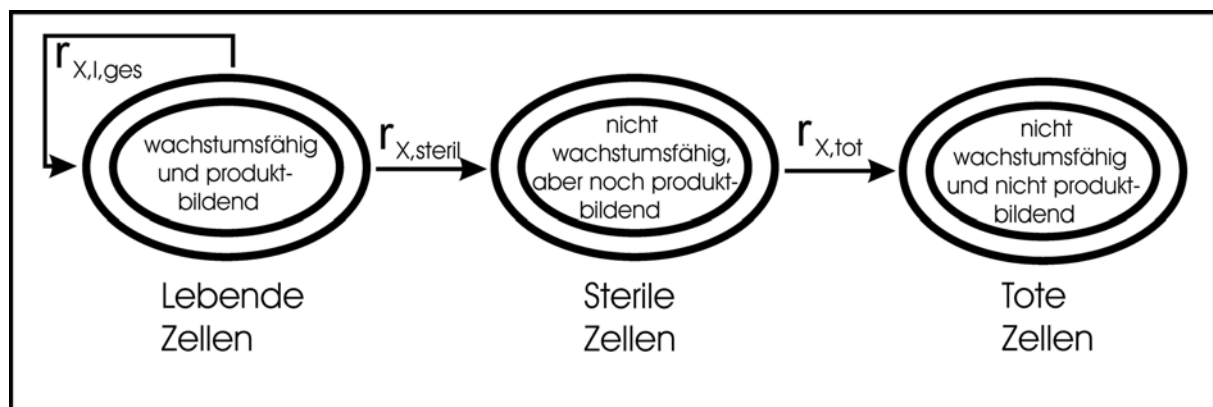 r X,l,ges
wachstumsfähig
und produkt-
bildend
r X,steril
nicht
wachstumsfähig,
aber noch produkt-
bildend
r X,tot
nicht
wachstumsfähig
und nicht produkt-
bildend
Lebende
Zellen
Sterile
Zellen
Tote
Zellen